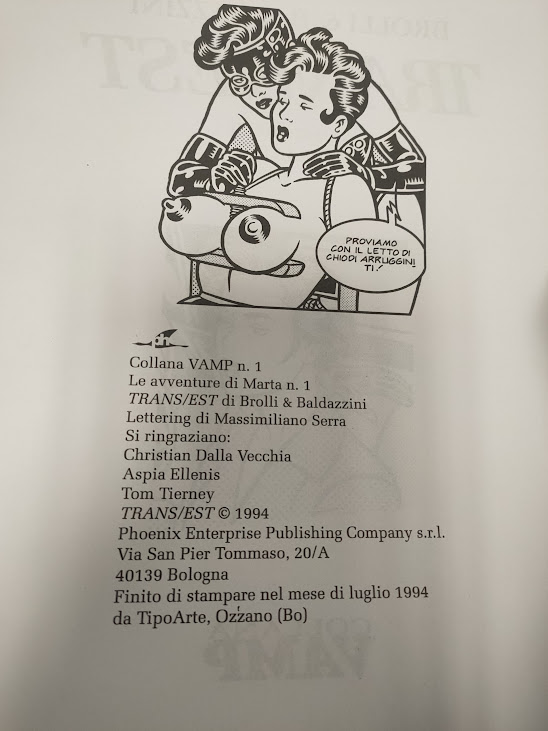 PROVIAMO
CON IL LETTO DI
CHIODI ARRUGGINI
TI!
Collana VAMP n. 1
Le avventure di Marta n. 1
TRANS/EST di Brolli & Baldazzini
Lettering di Massimiliano Serra
Si ringraziano:
Christian Dalla Vecchia
Aspia Ellenis
Tom Tierney
TRANS/EST © 1994
Phoenix Enterprise Publishing Company s.r.l.
Via San Pier Tommaso, 20/A
40139 Bologna
Finito di stampare nel mese di luglio 1994
da TipoArte, Ozzano (Bo)